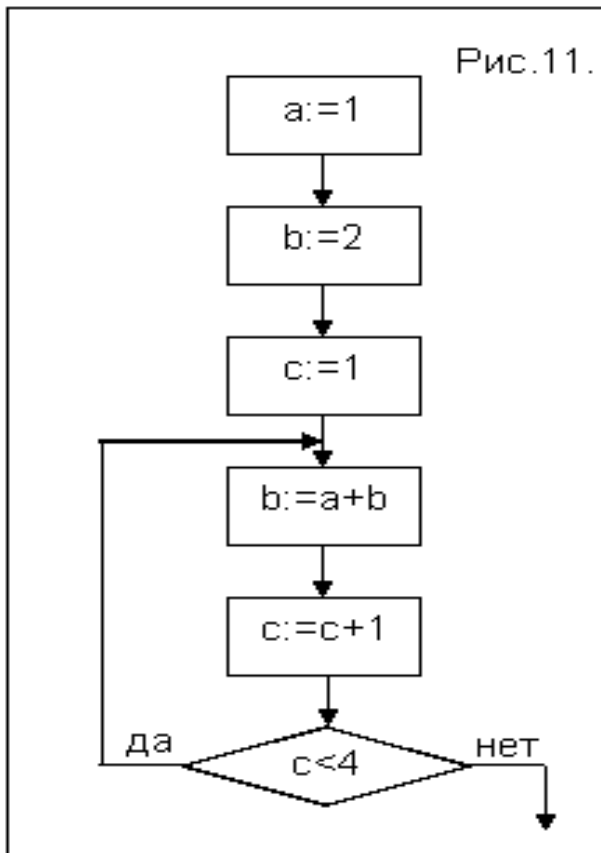 Рис.11.
a:=1
b:=2
c:=1
b:=a+b
c:=c+1
да
c<4
нет